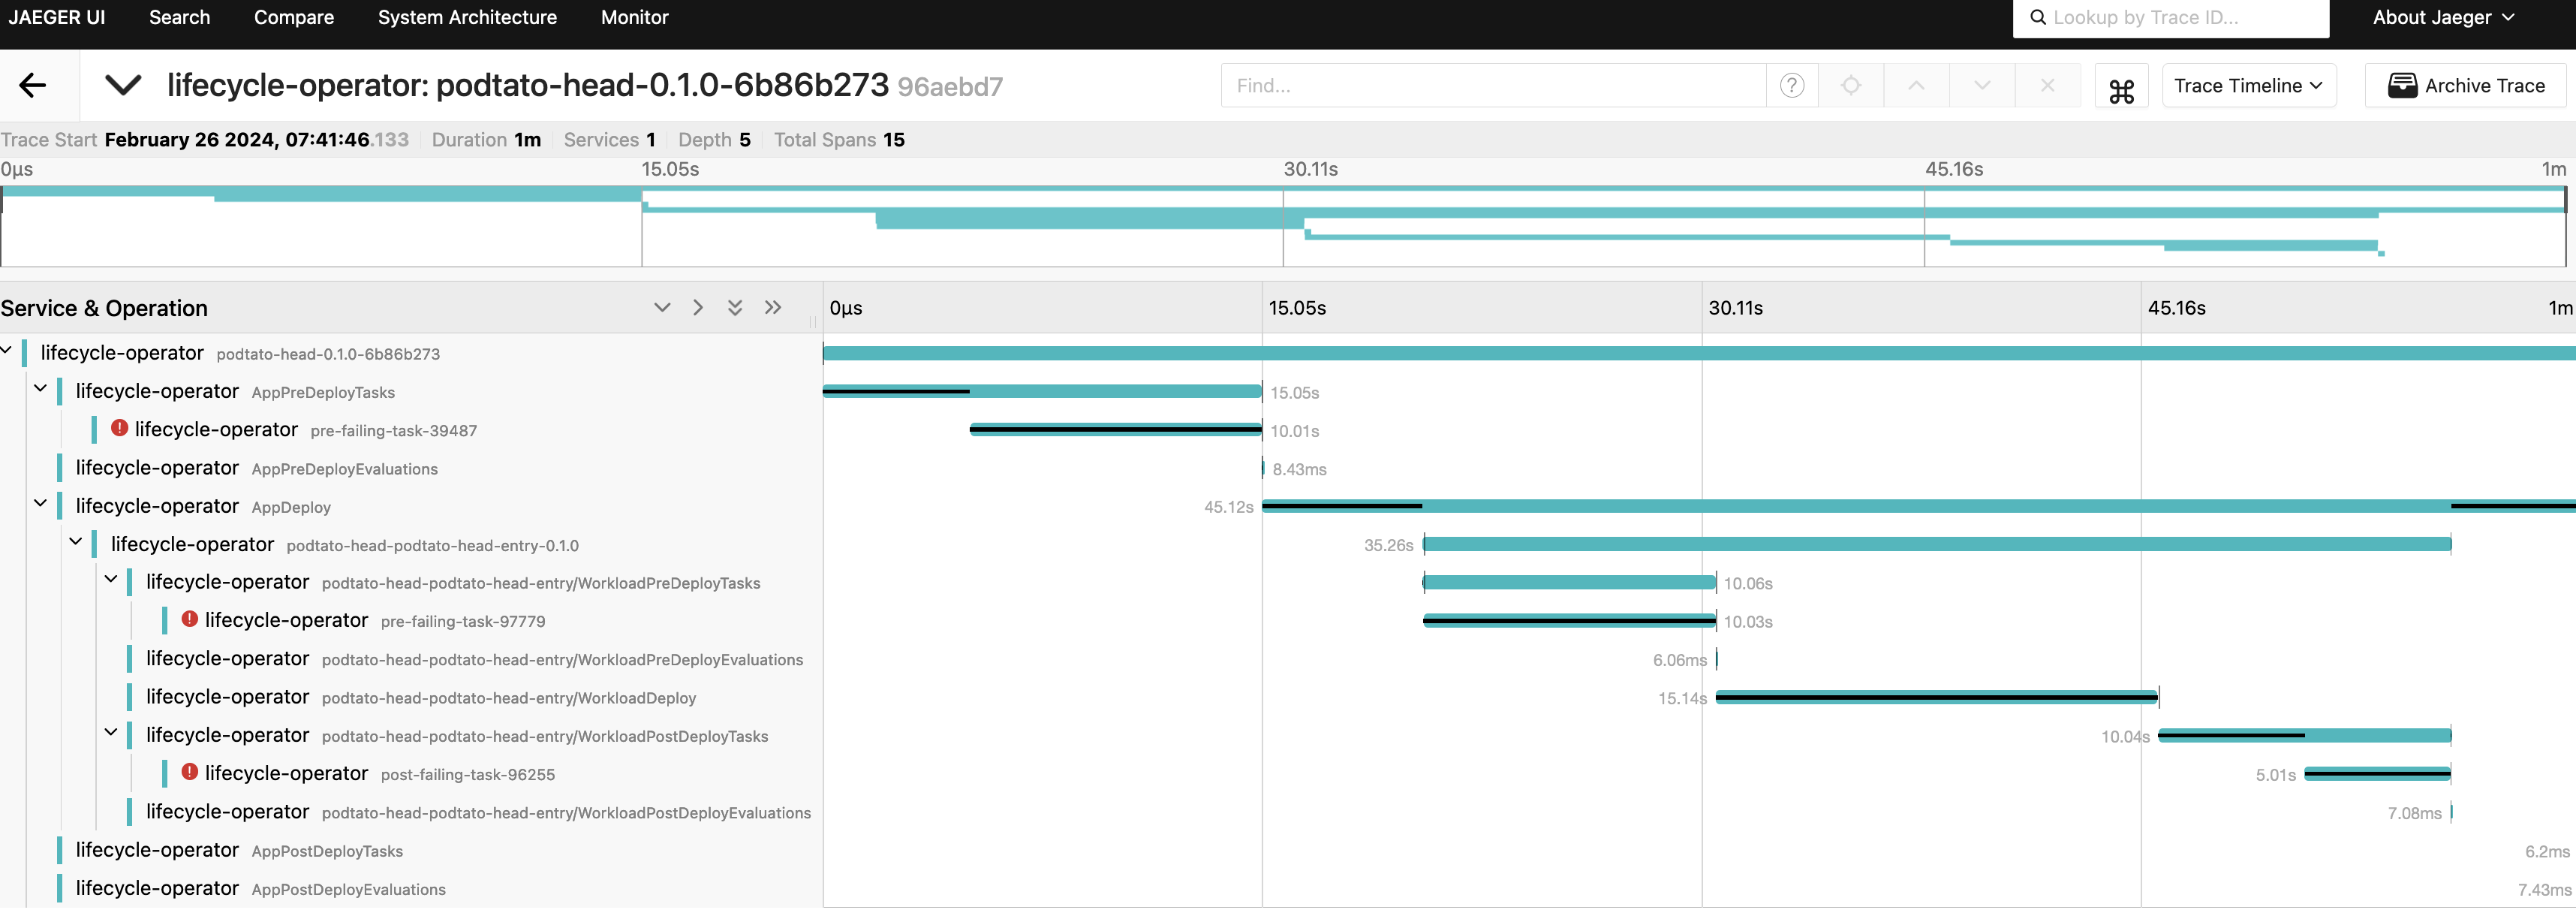 JAEGER UI Search Compare System Architecture Monitor Lookup by Trace ID... About Jaeger
lifecycle-operator: podtato-head-0.1.0-6b86b273 96aebd7 Find... ? ⌘ Trace Timeline Archive Trace
Trace Start February 26 2024, 07:41:46.133 Duration 1m Services 1 Depth 5 Total Spans 15
0μs 15.05s 30.11s 45.16s 1m
Service & Operation 0μs 15.05s 30.11s 45.16s 1m
lifecycle-operator podtato-head-0.1.0-6b86b273
lifecycle-operator AppPreDeployTasks 15.05s
lifecycle-operator pre-failing-task-39487 10.01s
lifecycle-operator AppPreDeployEvaluations 8.43ms
lifecycle-operator AppDeploy 45.12s
lifecycle-operator podtato-head-podtato-head-entry-0.1.0 35.26s
lifecycle-operator podtato-head-podtato-head-entry/WorkloadPreDeployTasks 10.06s
lifecycle-operator pre-failing-task-97779 10.03s
lifecycle-operator podtato-head-podtato-head-entry/WorkloadPreDeployEvaluations 6.06ms
lifecycle-operator podtato-head-podtato-head-entry/WorkloadDeploy 15.14s
lifecycle-operator podtato-head-podtato-head-entry/WorkloadPostDeployTasks 10.04s
lifecycle-operator post-failing-task-96255 5.01s
lifecycle-operator podtato-head-podtato-head-entry/WorkloadPostDeployEvaluations 7.08ms
lifecycle-operator AppPostDeployTasks 6.2ms
lifecycle-operator AppPostDeployEvaluations 7.43ms